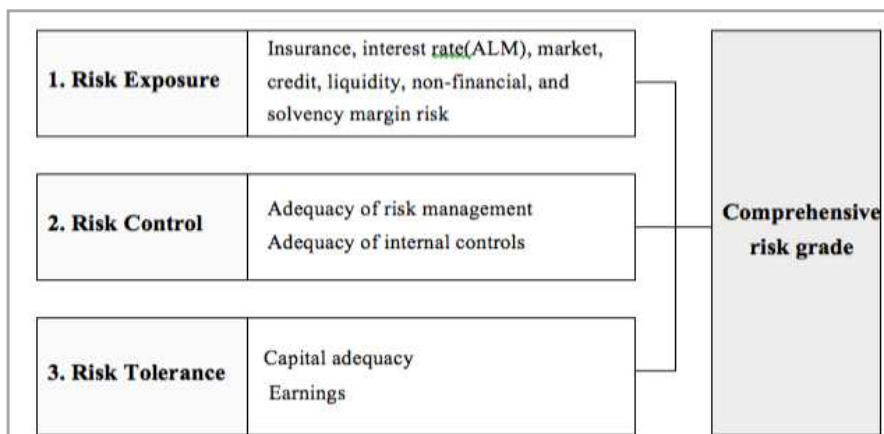 1. Risk Exposure
Insurance, interest rate(ALM), market,
credit, liquidity, non-financial, and
solvency margin risk
2. Risk Control
Adequacy of risk management
Adequacy of internal controls
3. Risk Tolerance
Capital adequacy
Earnings
Comprehensive
risk grade